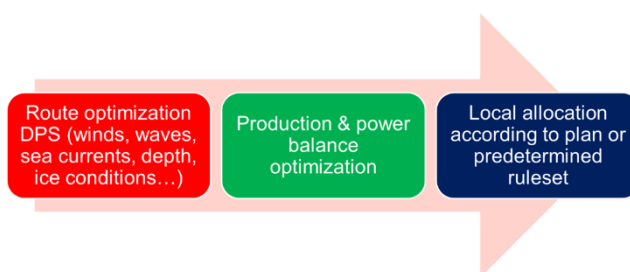 Route optimization
DPS (winds, waves,
sea currents, depth,
ice conditions…)
Production & power
balance
optimization
Local allocation
according to plan or
predetermined
ruleset